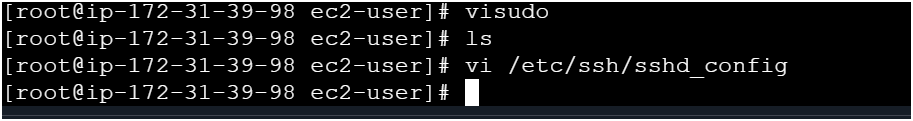 [root@ip-172-31-39-98 ec2-user]# visudo
[root@ip-172-31-39-98 ec2-user]# ls
[root@ip-172-31-39-98 ec2-user]# vi /etc/ssh/sshd_config
[root@ip-172-31-39-98 ec2-user]#